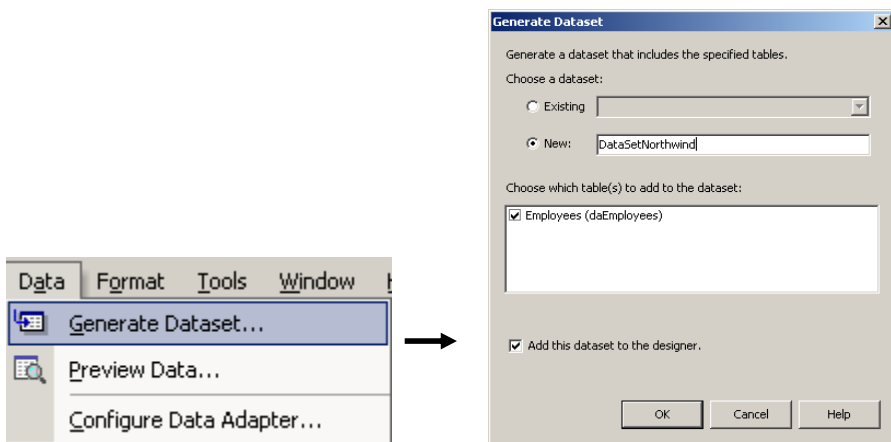 Data Format Tools Window
Generate Dataset...
Preview Data...
Configure Data Adapter...
Generate Dataset
Generate a dataset that includes the specified tables.
Choose a dataset:
Existing
New: DataSetNorthwind
Choose which table(s) to add to the dataset:
Employees (daEmployees)
Add this dataset to the designer.
OK Cancel Help